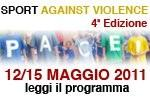 SPORT AGAINST VIOLENCE
4ª Edizione
PACE!
12/15 MAGGIO 2011
leggi il programma